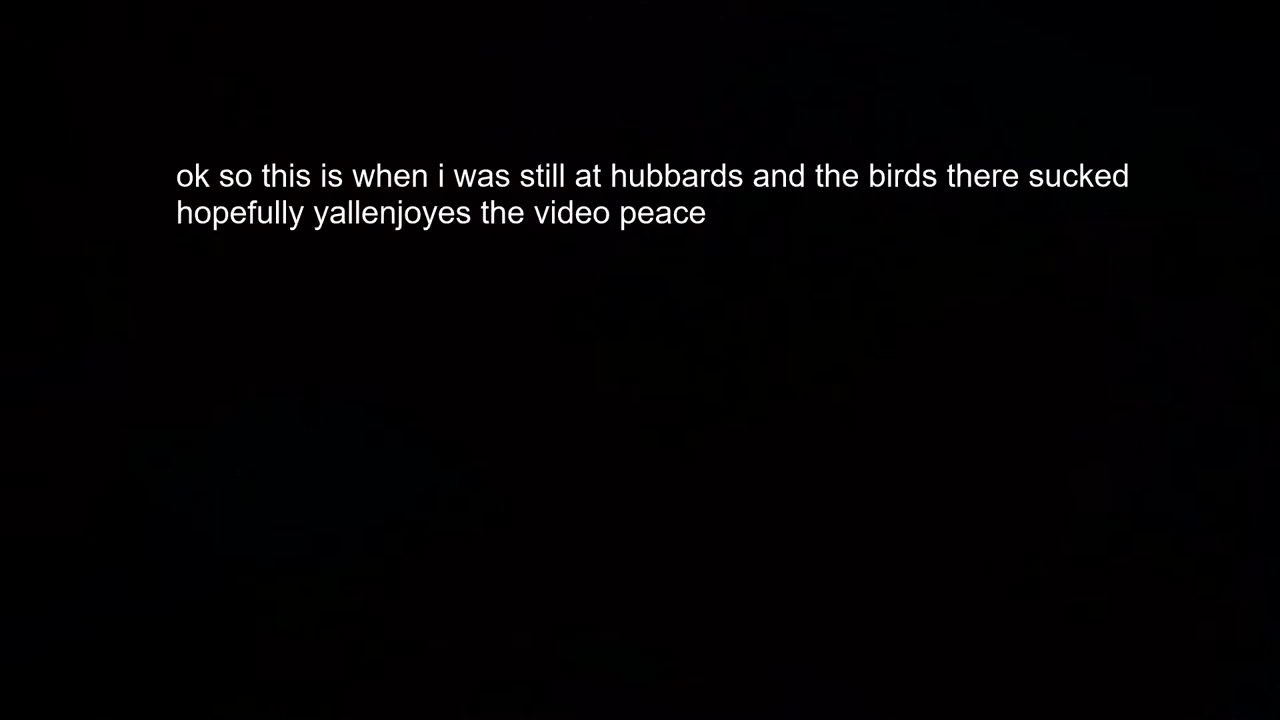 ok so this is when i was still at hubbards and the birds there sucked
hopefully yallenjoyes the video peace